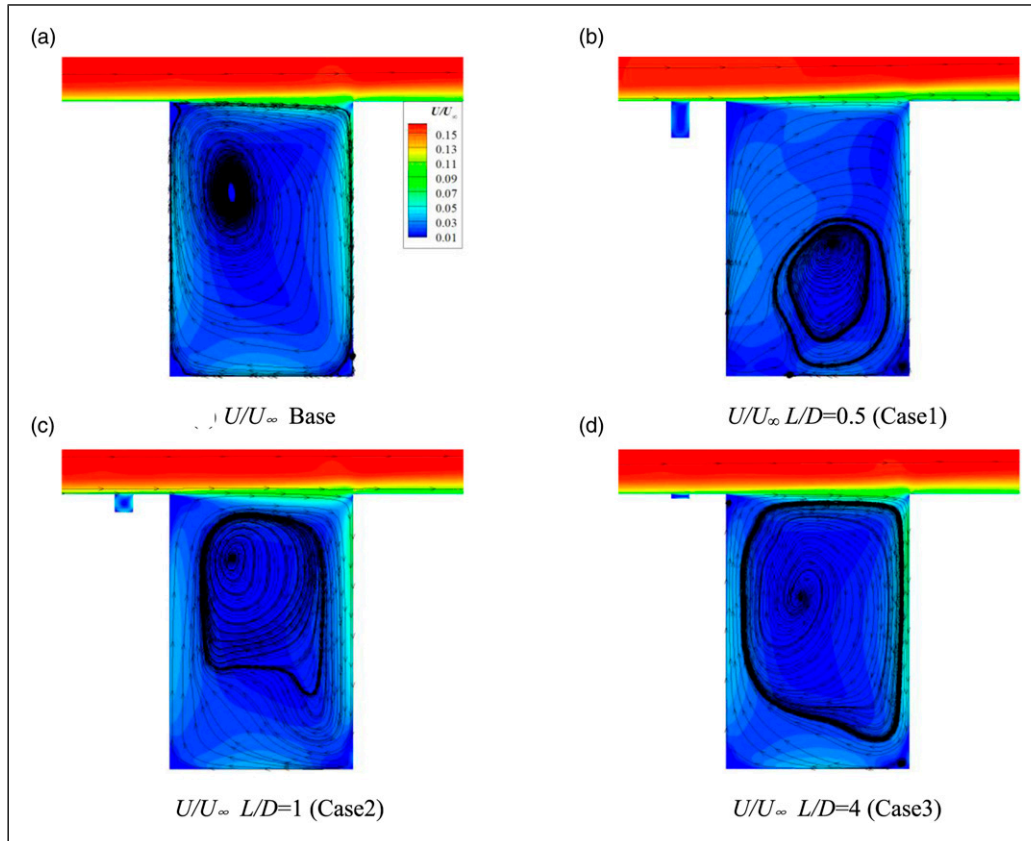 (a)
(b)
U/U∞
0.15
0.13
0.11
0.09
0.07
0.05
0.03
0.01
U/U∞ Base
U/U∞ L/D=0.5 (Case1)
(c)
(d)
U/U∞ L/D=1 (Case2)
U/U∞ L/D=4 (Case3)